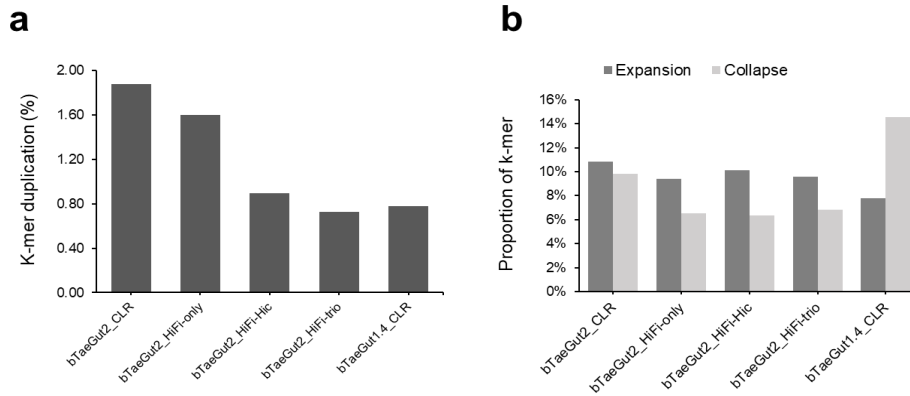 a
K-mer duplication (%)
2.00
1.60
1.20
0.80
0.40
0.00
bTaeGut2_CLR
bTaeGut2_HiFi-only
bTaeGut2_HiFi-Hic
bTaeGut2_HiFi-trio
bTaeGut1.4_CLR
b
Expansion Collapse
Proportion of k-mer
16%
14%
12%
10%
8%
6%
4%
2%
0%
bTaeGut2_CLR
bTaeGut2_HiFi-only
bTaeGut2_HiFi-Hic
bTaeGut2_HiFi-trio
bTaeGut1.4_CLR